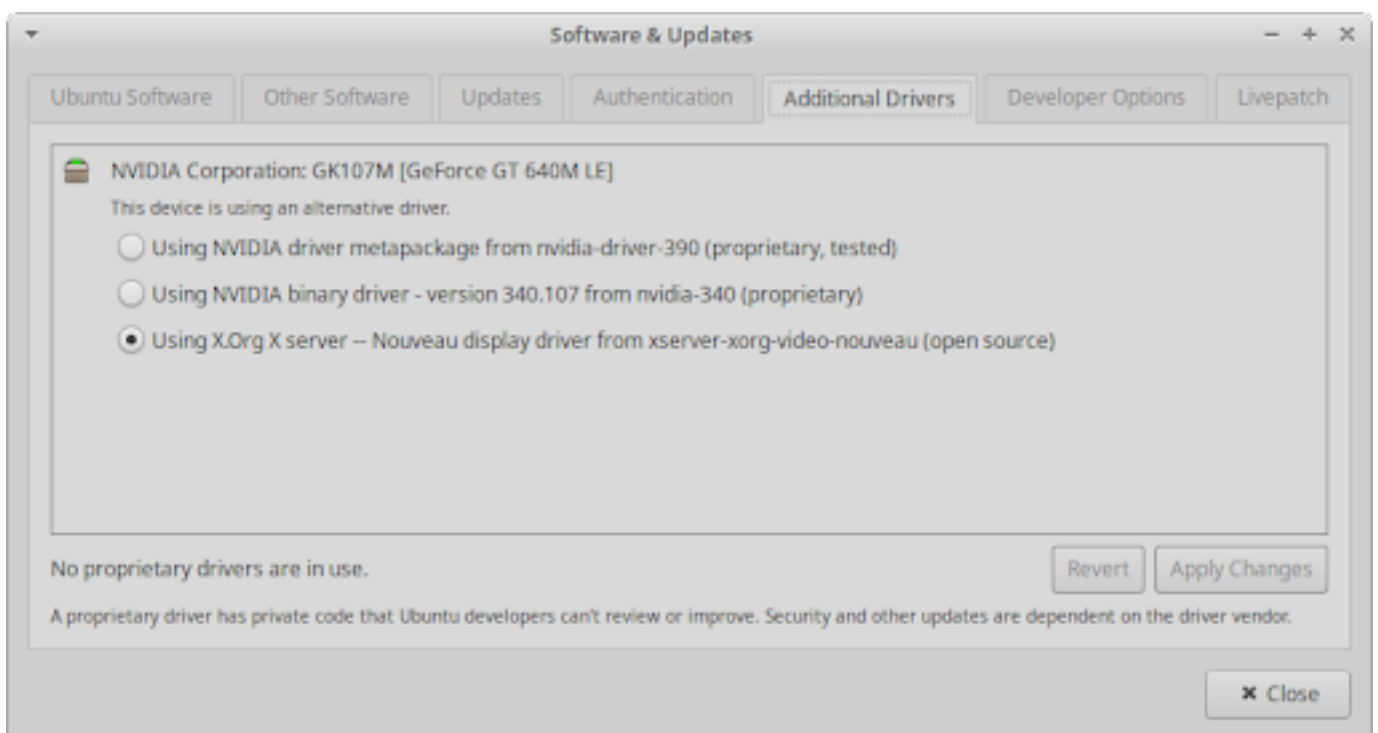 Software & Updates
Ubuntu Software Other Software Updates Authentication Additional Drivers Developer Options Livepatch
NVIDIA Corporation: GK107M [GeForce GT 640M LE]
This device is using an alternative driver.
Using NVIDIA driver metapackage from nvidia-driver-390 (proprietary, tested)
Using NVIDIA binary driver - version 340.107 from nvidia-340 (proprietary)
Using X.Org X server -- Nouveau display driver from xserver-xorg-video-nouveau (open source)
No proprietary drivers are in use.
Revert Apply Changes
A proprietary driver has private code that Ubuntu developers can't review or improve. Security and other updates are dependent on the driver vendor.
Close